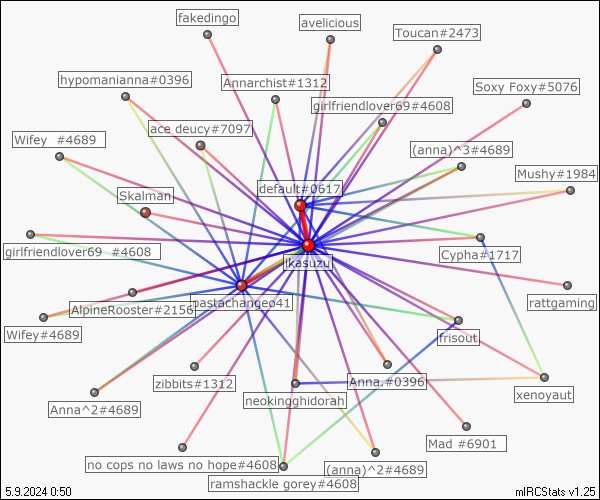 fakedingo
avelicious
Toucan#2473
hypomanianna#0396
Annarchist#1312
Soxy Foxy#5076
girlfriendlover69#4608
ace deucy#7097
Wifey #4689
(anna)^3#4689
Mushy#1984
default#0617
Skalman
girlfriendlover69 #4608
Cypha#1717
ikasuzu
rattgaming
AlpineRooster#2156
pastachangeo41
Wifey#4689
frisout
zibbits#1312
Anna.#0396
neokingghidorah
xenoyaut
Anna^2#4689
Mad #6901
no cops no laws no hope#4608
(anna)^2#4689
ramshackle gorey#4608
5.9.2024 0:50
mIRCStats v1.25